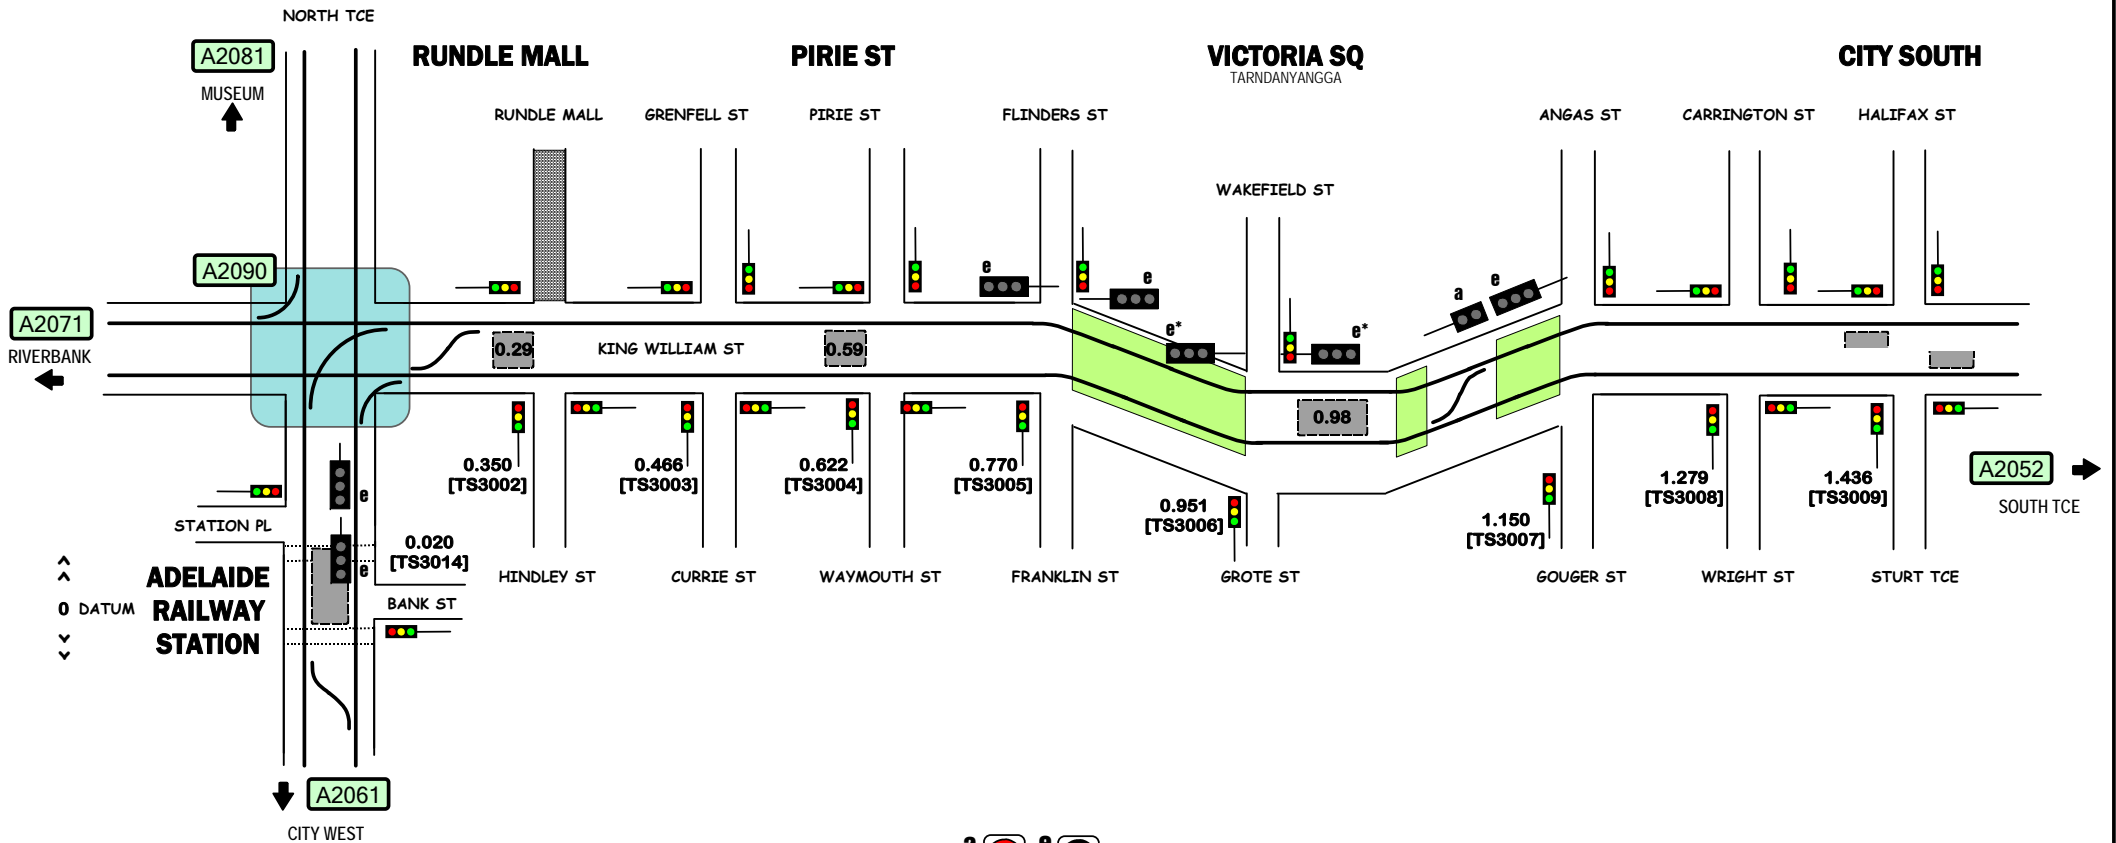 NORTH TCE
A2081
MUSEUM
RUNDLE MALL
PIRIE ST
VICTORIA SQ
TARNDANYANGGA
CITY SOUTH
RUNDLE MALL
GRENFELL ST
PIRIE ST
FLINDERS ST
WAKEFIELD ST
ANGAS ST
CARRINGTON ST
HALIFAX ST
A2090
A2071
RIVERBANK
e
e
e*
e*
a
e
0.29
KING WILLIAM ST
0.59
0.98
0.350
[TS3002]
0.466
[TS3003]
0.622
[TS3004]
0.770
[TS3005]
0.951
[TS3006]
1.150
[TS3007]
1.279
[TS3008]
1.436
[TS3009]
A2052
SOUTH TCE
e
STATION PL
0.020
[TS3014]
e
HINDLEY ST
CURRIE ST
WAYMOUTH ST
FRANKLIN ST
GROTE ST
GOUGER ST
WRIGHT ST
STURT TCE
0 DATUM
ADELAIDE
RAILWAY
STATION
BANK ST
A2061
CITY WEST